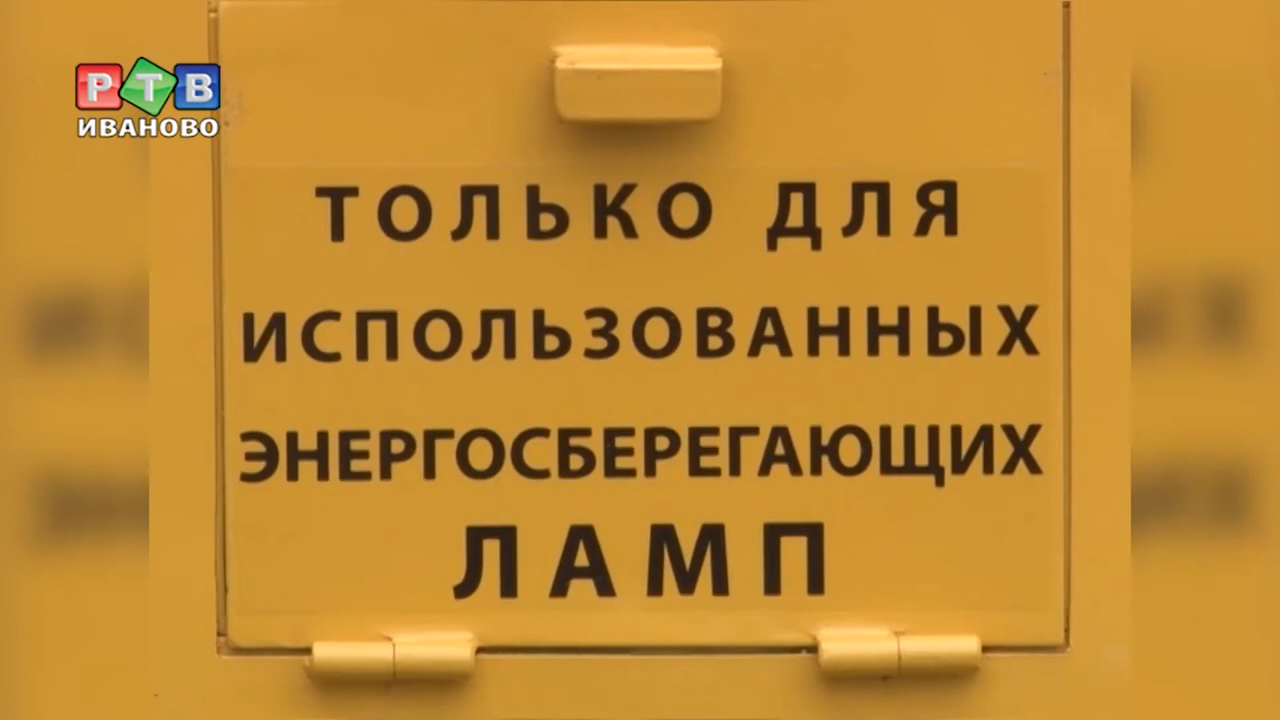 РТВ
ИВАНОВО
ТОЛЬКО ДЛЯ
ИСПОЛЬЗОВАННЫХ
ЭНЕРГОСБЕРЕГАЮЩИХ
ЛАМП